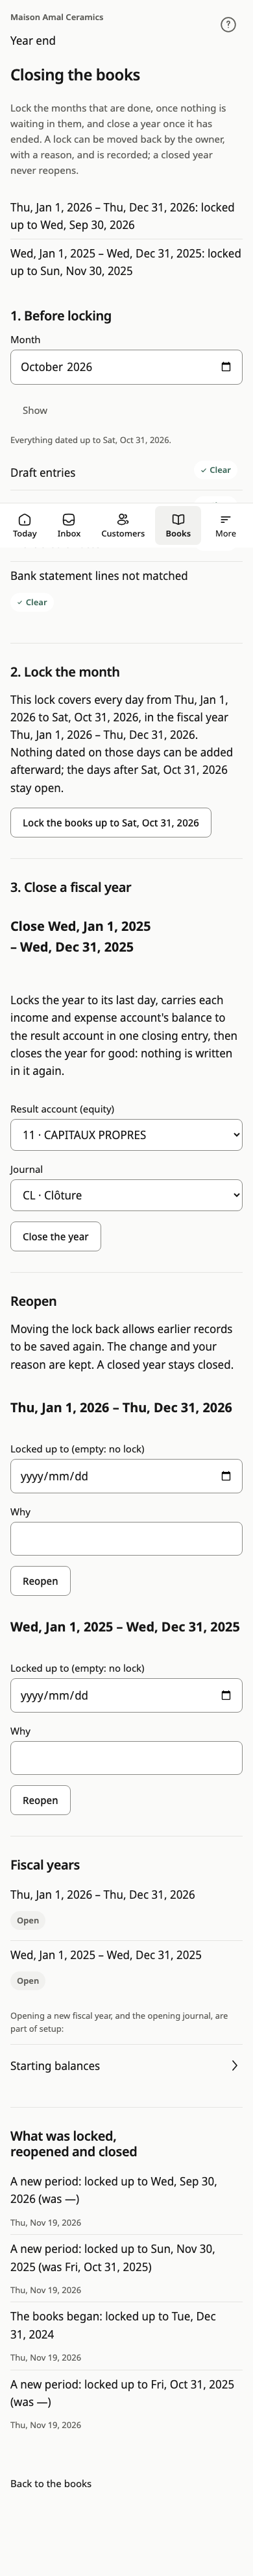 Maison Amal Ceramics
Year end
Closing the books
Lock the months that are done, once nothing is
waiting in them, and close a year once it has
ended. A lock can be moved back by the owner,
with a reason, and is recorded; a closed year
never reopens.
Thu, Jan 1, 2026 – Thu, Dec 31, 2026: locked
up to Wed, Sep 30, 2026
Wed, Jan 1, 2025 – Wed, Dec 31, 2025: locked
up to Sun, Nov 30, 2025
1. Before locking
Month
October 2026
Show
Everything dated up to Sat, Oct 31, 2026.
Draft entries
✓ Clear
Today
Inbox
Customers
Books
More
Bank statement lines not matched
✓ Clear
2. Lock the month
This lock covers every day from Thu, Jan 1,
2026 to Sat, Oct 31, 2026, in the fiscal year
Thu, Jan 1, 2026 – Thu, Dec 31, 2026.
Nothing dated on those days can be added
afterward; the days after Sat, Oct 31, 2026
stay open.
Lock the books up to Sat, Oct 31, 2026
3. Close a fiscal year
Close Wed, Jan 1, 2025
– Wed, Dec 31, 2025
Locks the year to its last day, carries each
income and expense account's balance to
the result account in one closing entry, then
closes the year for good: nothing is written
in it again.
Result account (equity)
11 · CAPITAUX PROPRES
Journal
CL · Clôture
Close the year
Reopen
Moving the lock back allows earlier records
to be saved again. The change and your
reason are kept. A closed year stays closed.
Thu, Jan 1, 2026 – Thu, Dec 31, 2026
Locked up to (empty: no lock)
yyyy/mm/dd
Why
Reopen
Wed, Jan 1, 2025 – Wed, Dec 31, 2025
Locked up to (empty: no lock)
yyyy/mm/dd
Why
Reopen
Fiscal years
Thu, Jan 1, 2026 – Thu, Dec 31, 2026
Open
Wed, Jan 1, 2025 – Wed, Dec 31, 2025
Open
Opening a new fiscal year, and the opening journal, are
part of setup:
Starting balances
What was locked,
reopened and closed
A new period: locked up to Wed, Sep 30,
2026 (was —)
Thu, Nov 19, 2026
A new period: locked up to Sun, Nov 30,
2025 (was Fri, Oct 31, 2025)
Thu, Nov 19, 2026
The books began: locked up to Tue, Dec
31, 2024
Thu, Nov 19, 2026
A new period: locked up to Fri, Oct 31, 2025
(was —)
Thu, Nov 19, 2026
Back to the books